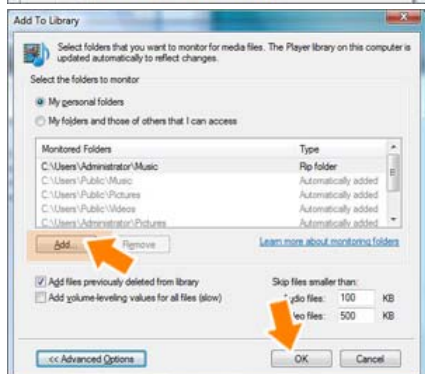 Add To Library
Select folders that you want to monitor for media files. The Player library on this computer is
updated automatically to reflect changes.
Select the folders to monitor
My personal folders
My folders and those of others that I can access
Monitored Folders Type
C:\Users\Administrator\Music Rip folder
C:\Users\Public\Music Automatically added
C:\Users\Public\Pictures Automatically added
C:\Users\Public\Videos Automatically added
C:\Users\Administrator\Pictures Automatically added
Add... Remove Learn more about monitoring folders
Add files previously deleted from library Skip files smaller than:
Add volume-leveling values for all files (slow) files: 100 KB
files: 500 KB
<< Advanced Options OK Cancel